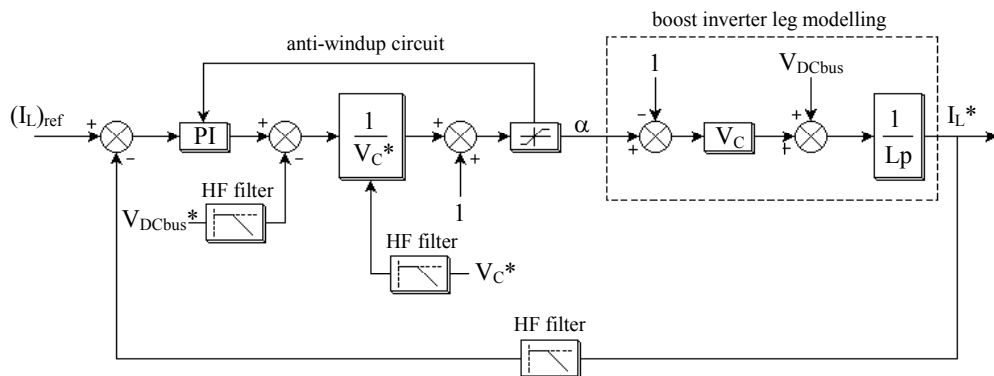 boost inverter leg modelling
anti-windup circuit
1
V_DCbus
(I_L)_ref
+
-
PI
+
-
1
V_C*
+
+
1
α
-
+
V_C
+
+
1
Lp
I_L*
HF filter
V_DCbus*
HF filter
V_C*
HF filter